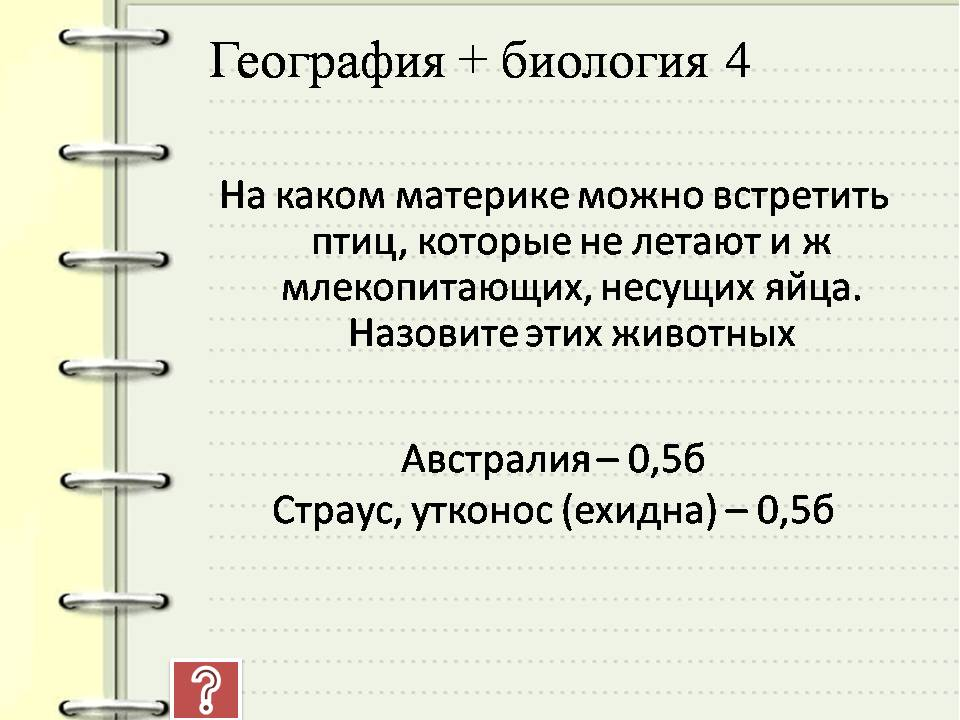 География + биология 4
На каком материке можно встретить
птиц, которые не летают и ж
млекопитающих, несущих яйца.
Назовите этих животных
Австралия – 0,5б
Страус, утконос (ехидна) – 0,5б
?